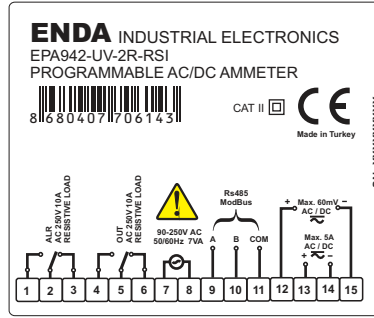 ENDA INDUSTRIAL ELECTRONICS
EPA942-UV-2R-RSI
PROGRAMMABLE AC/DC AMMETER
8 680407 706143
CAT II
CE
Made in Turkey
ALR
AC 250V 10A
RESISTIVE LOAD
OUT
AC 250V 10A
RESISTIVE LOAD
90-250V AC
50/60Hz 7VA
Rs485
ModBus
A B COM
+ Max. 60mV −
AC / DC
Max. 5A
AC / DC
+ −
1 2 3 4 5 6 7 8 9 10 11 12 13 14 15